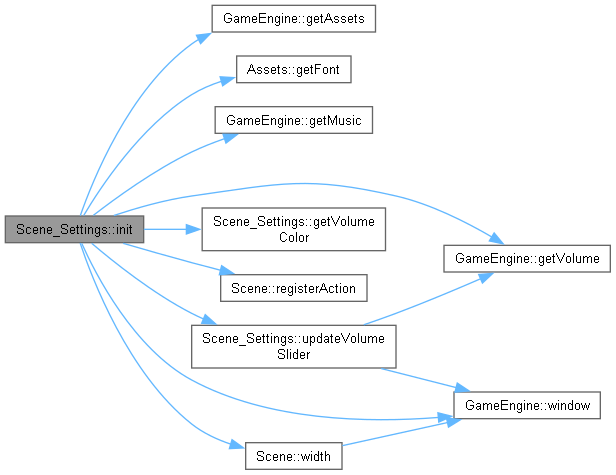 GameEngine::getAssets
Assets::getFont
GameEngine::getMusic
Scene_Settings::init
Scene_Settings::getVolume
Color
GameEngine::getVolume
Scene::registerAction
Scene_Settings::updateVolume
Slider
GameEngine::window
Scene::width